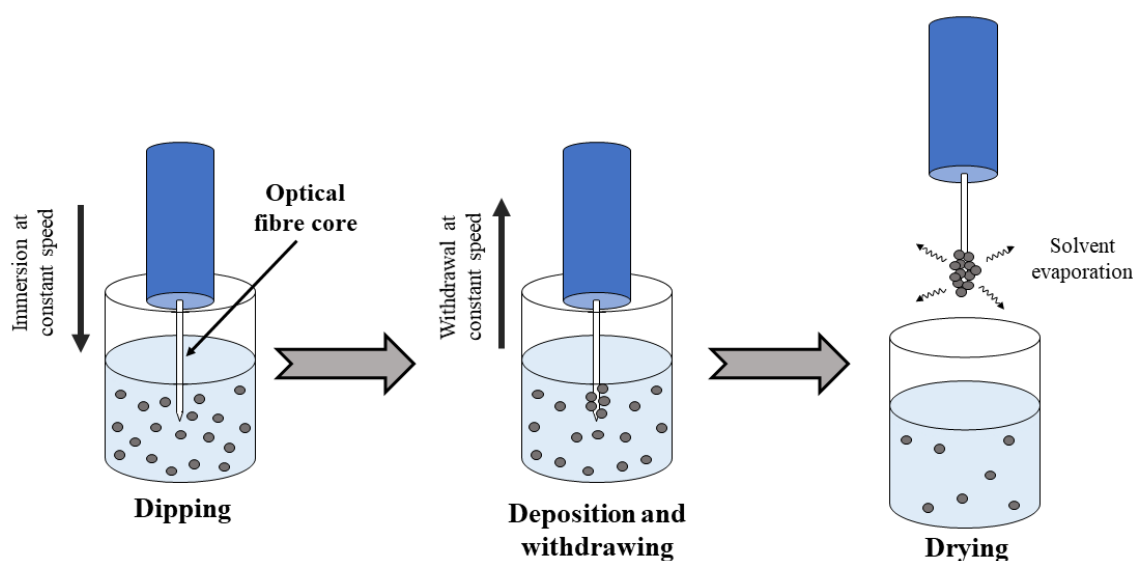 Immersion at
constant speed
Optical
fibre core
Dipping
Withdrawal at
constant speed
Deposition and
withdrawing
Solvent
evaporation
Drying